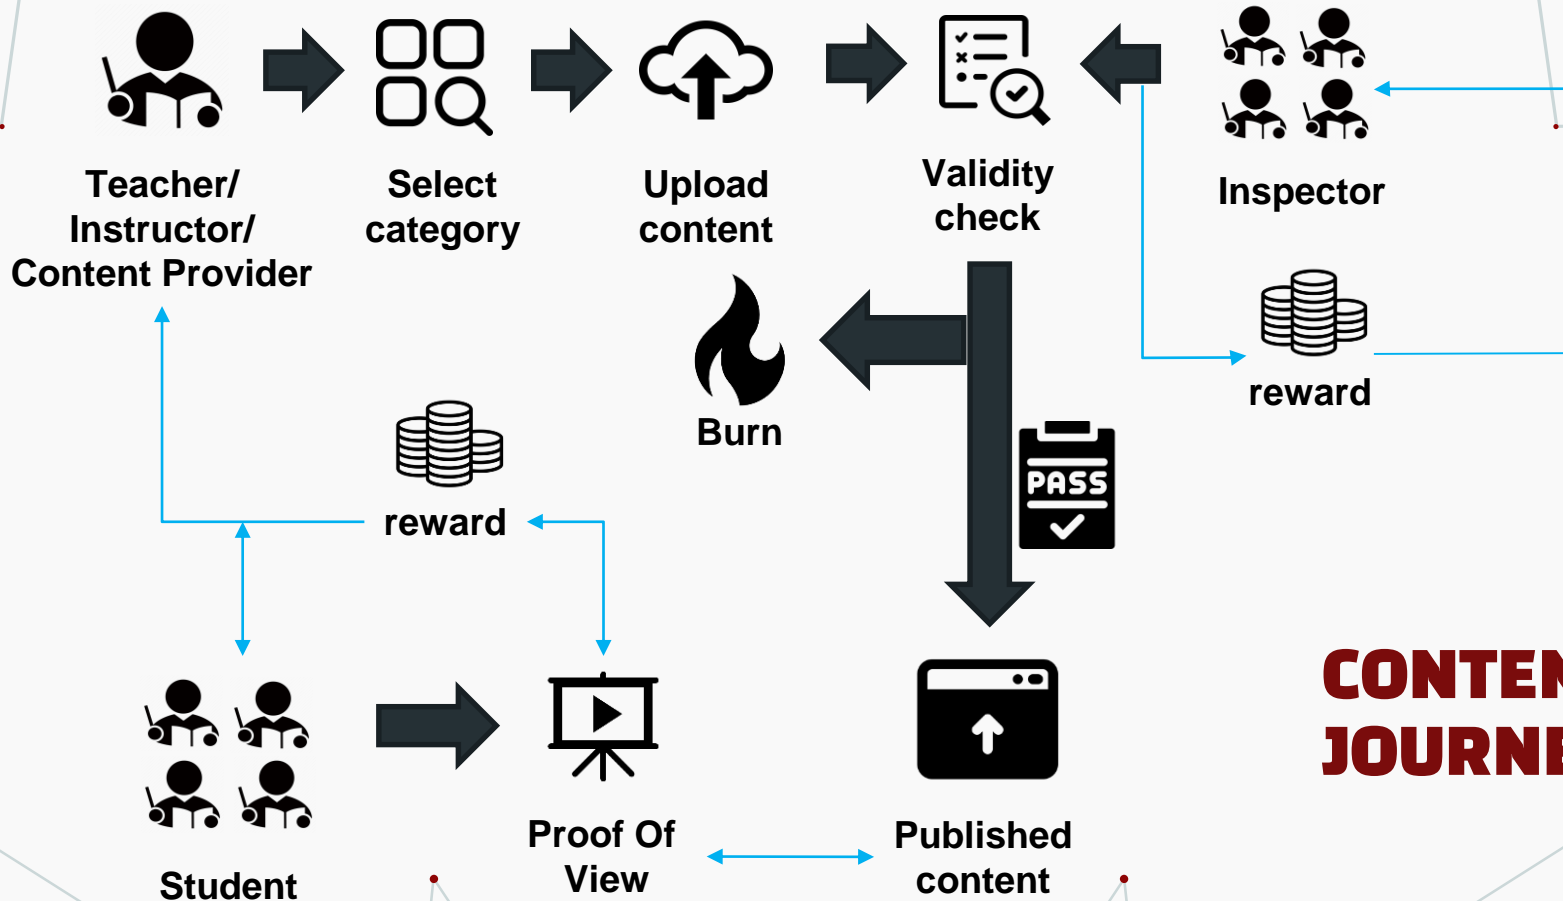 Teacher/
Instructor/
Content Provider
Select
category
Upload
content
Validity
check
Inspector
Burn
reward
PASS
reward
CONTEN
JOURNE
Student
Proof Of
View
Published
content